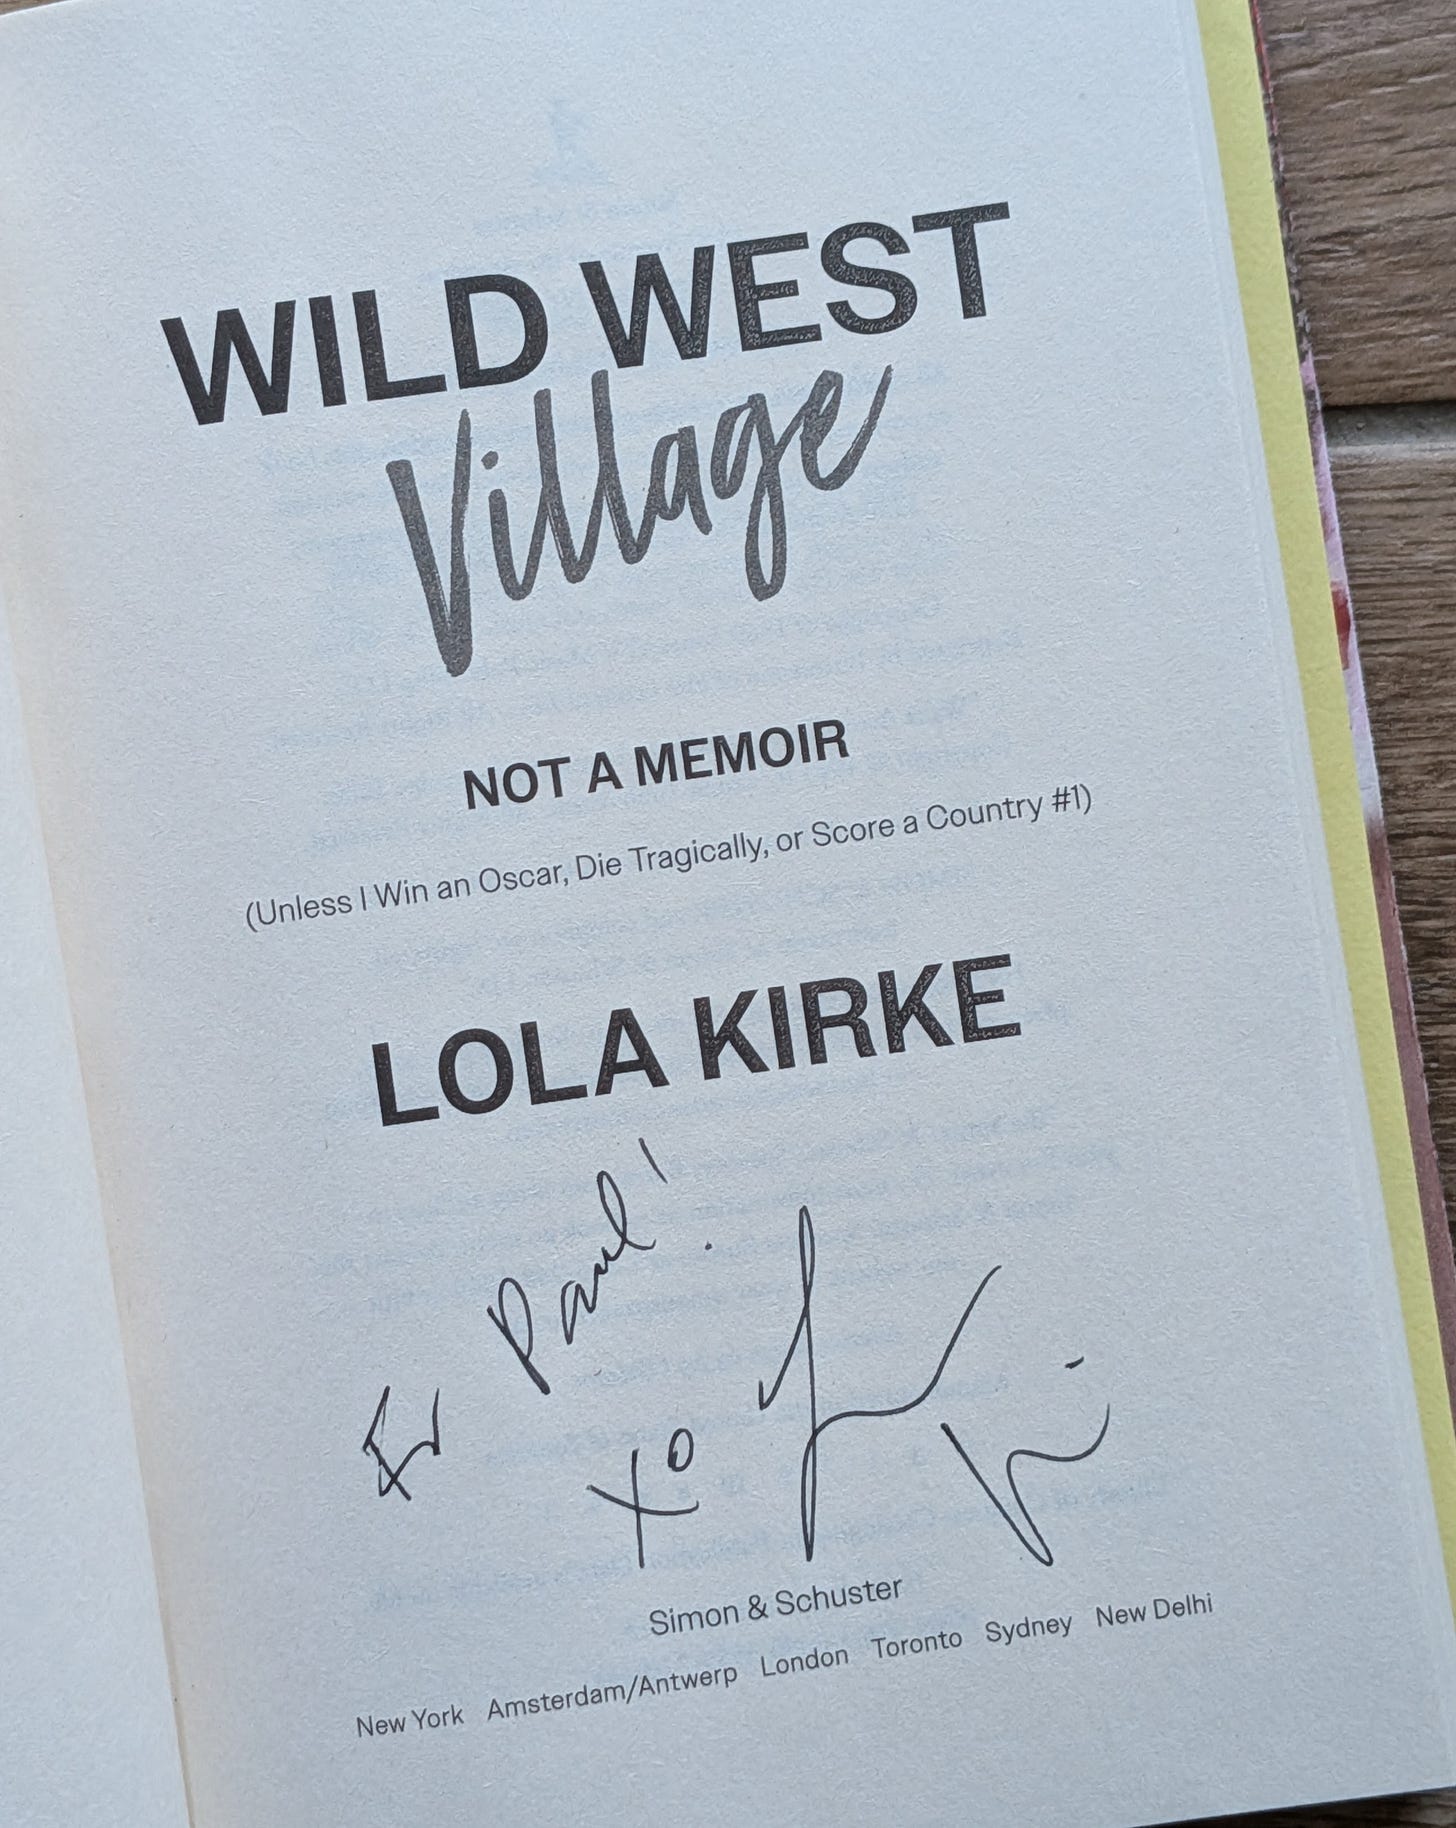 WILD WEST
Village
NOT A MEMOIR
(Unless I Win an Oscar, Die Tragically, or Score a Country #1)
LOLA KIRKE
For Paul!
xo
Simon & Schuster
New York Amsterdam/Antwerp London Toronto Sydney New Delhi